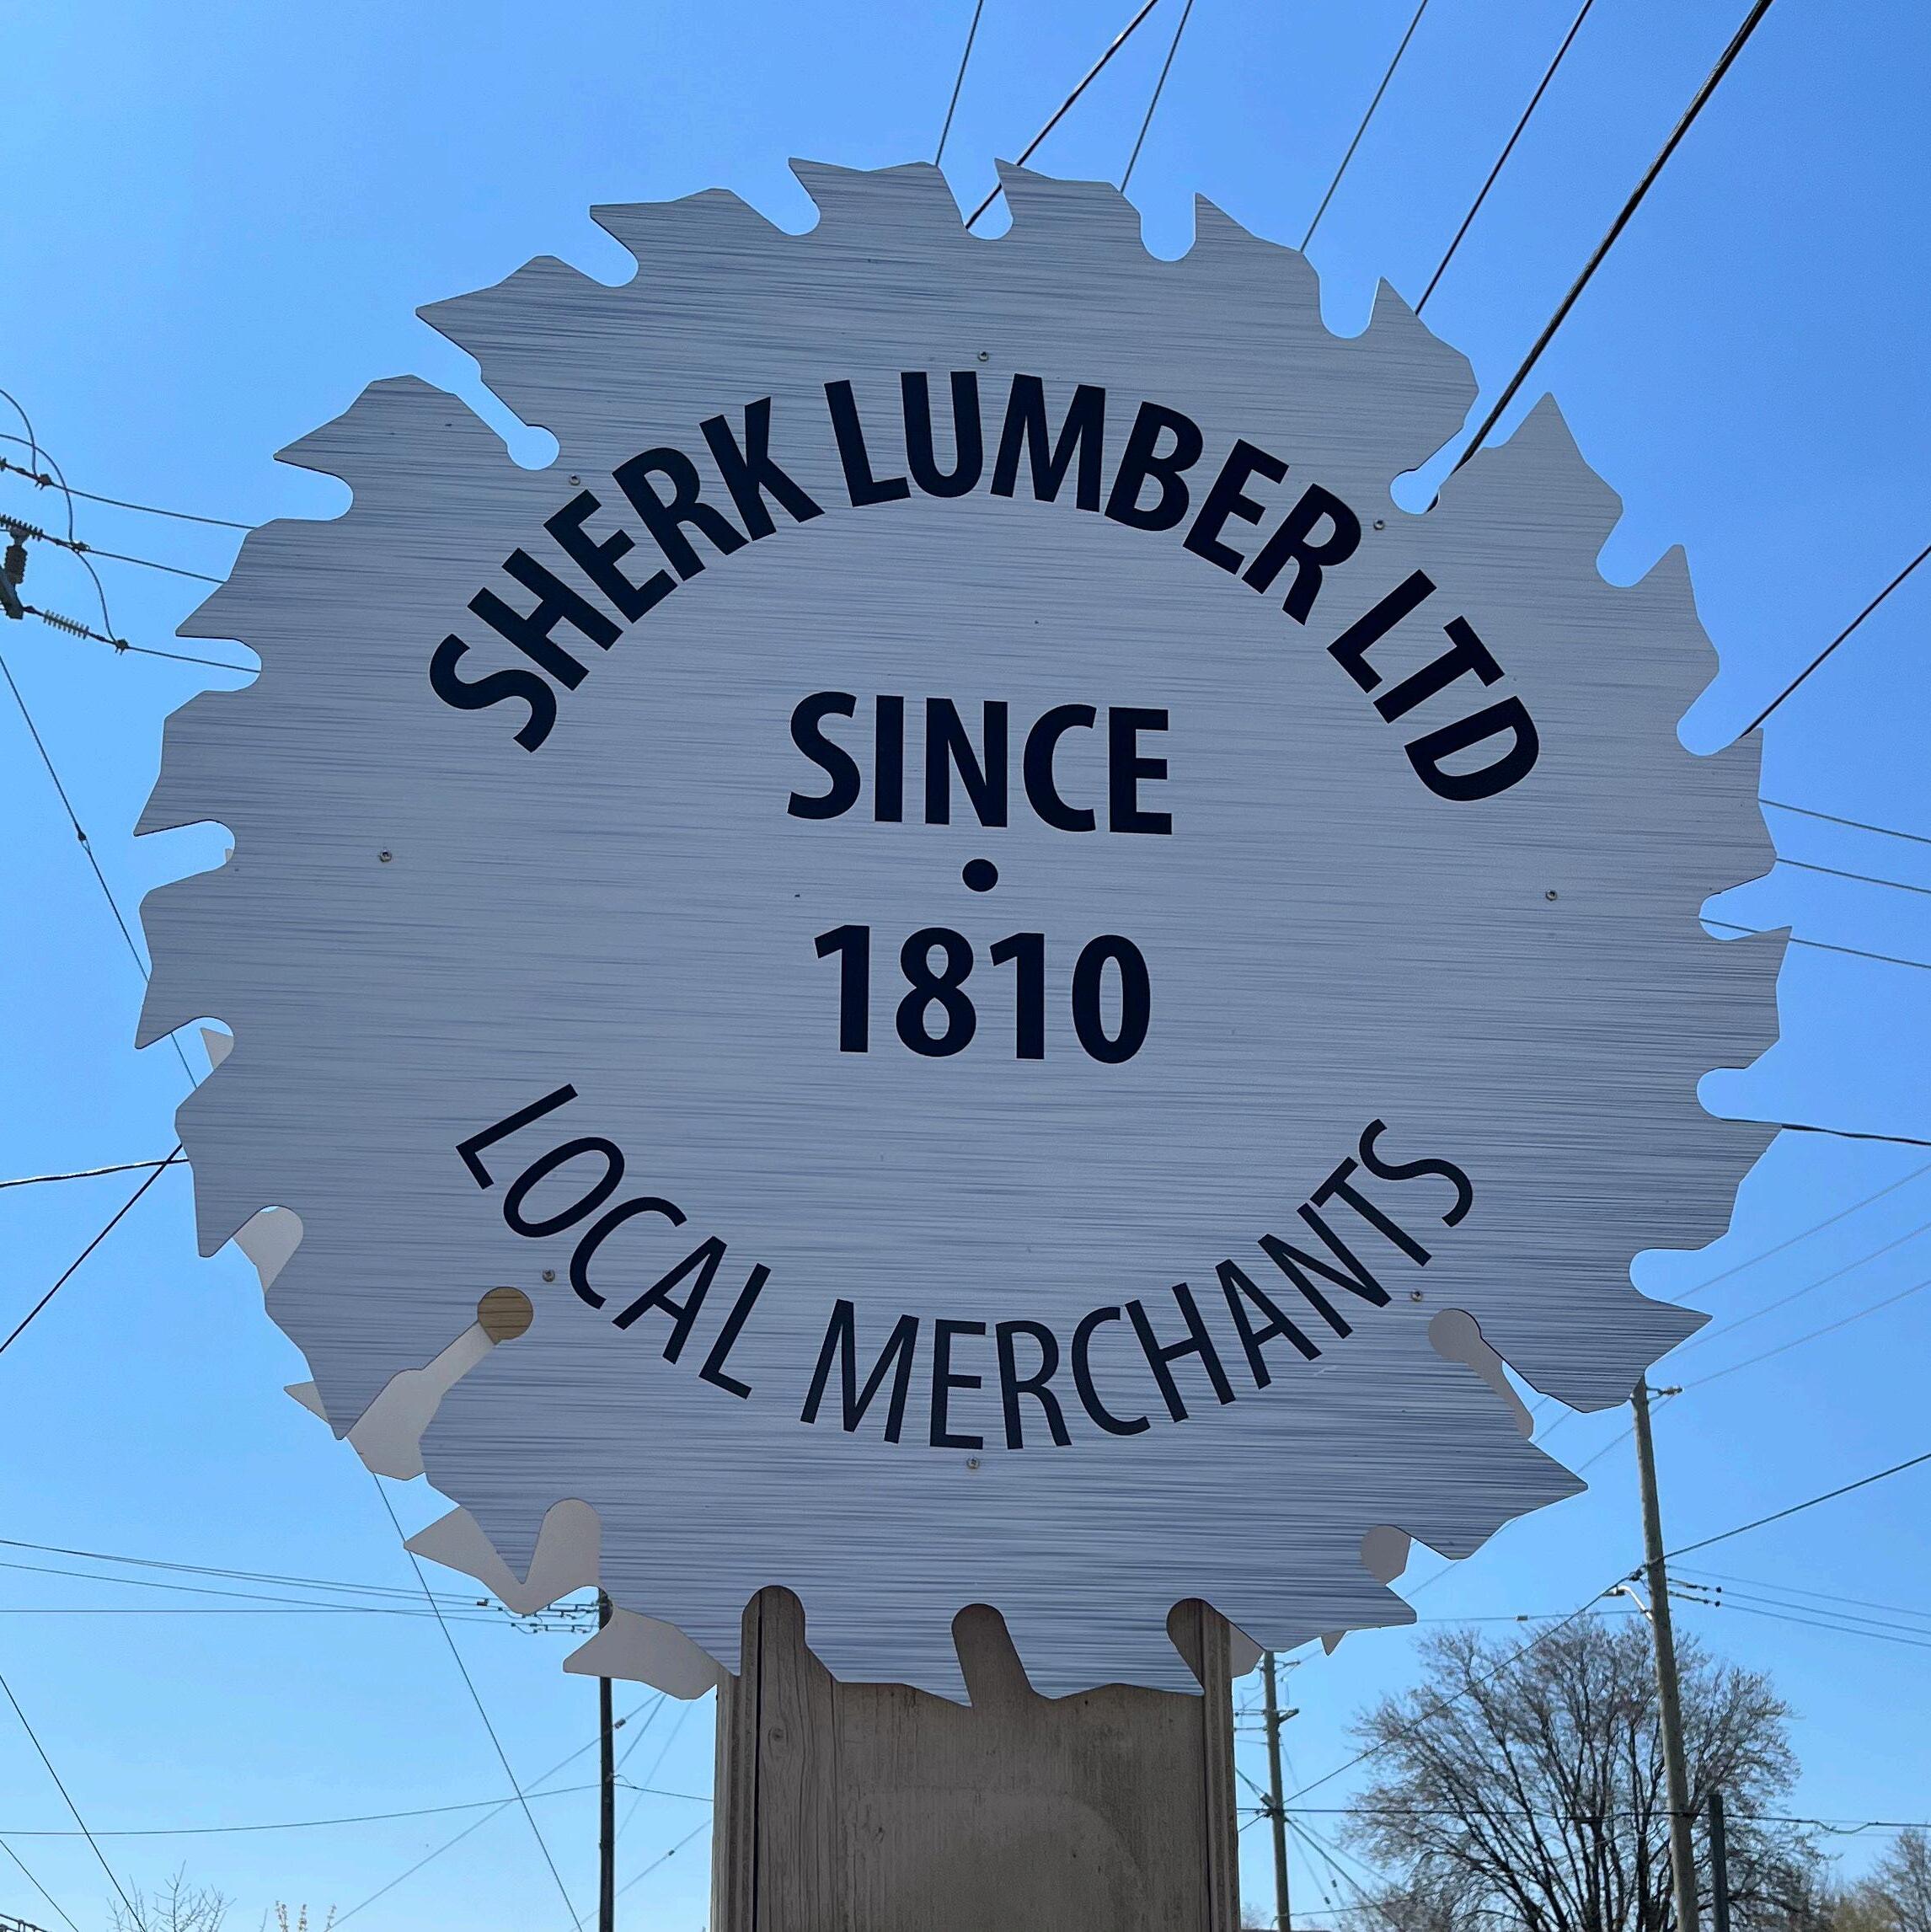 SHERK LUMBER LTD
SINCE
•
1810
LOCAL MERCHANTS